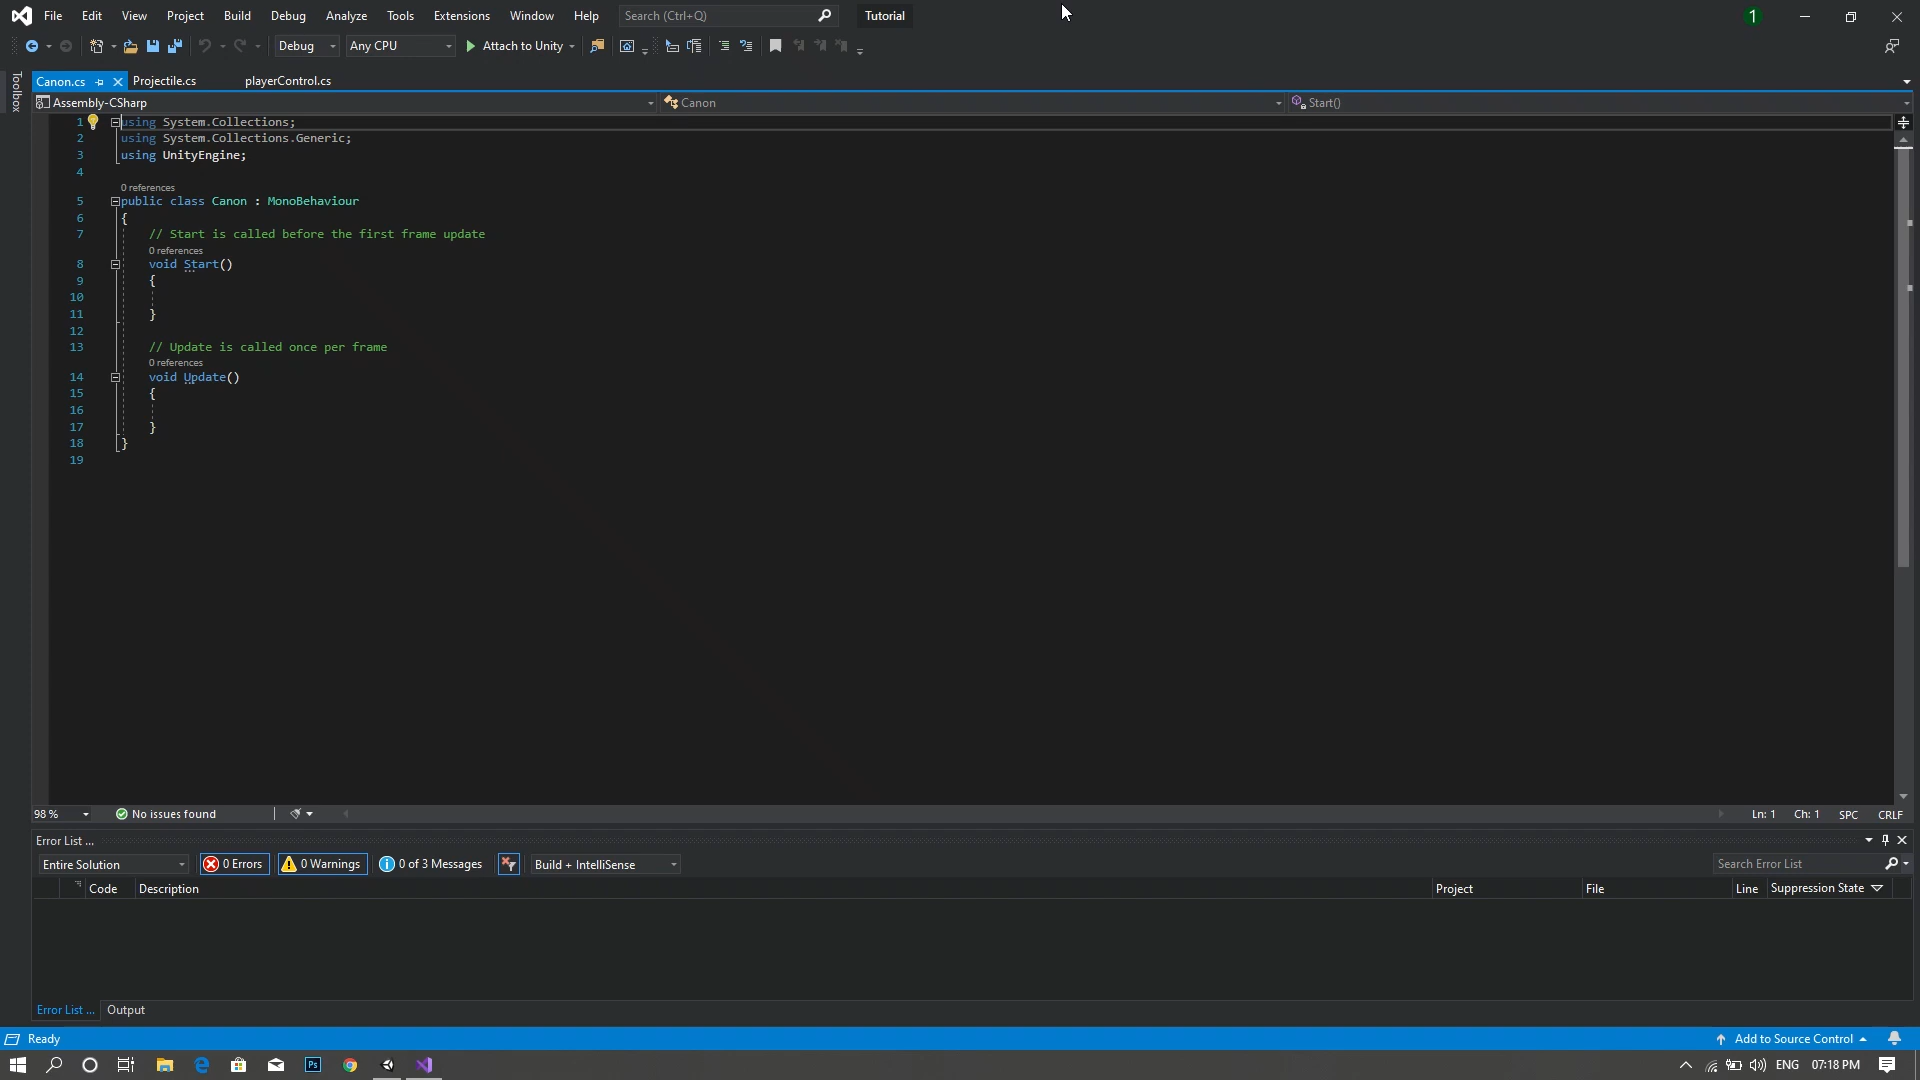 File Edit View Project Build Debug Analyze Tools Extensions Window Help Search (Ctrl+Q) Tutorial 1
Debug Any CPU Attach to Unity
Toolbox
Canon.cs Projectile.cs playerControl.cs
Assembly-CSharp Canon Start()
1 using System.Collections;
2 using System.Collections.Generic;
3 using UnityEngine;
4
0 references
5 public class Canon : MonoBehaviour
6 {
7 // Start is called before the first frame update
0 references
8 void Start()
9 {
10
11 }
12
13 // Update is called once per frame
0 references
14 void Update()
15 {
16
17 }
18 }
19
98 % No issues found Ln: 1 Ch: 1 SPC CRLF
Error List ...
Entire Solution 0 Errors 0 Warnings 0 of 3 Messages Build + IntelliSense Search Error List
Code Description Project File Line Suppression State
Error List ... Output
Ready Add to Source Control
Ps ENG 07:18 PM